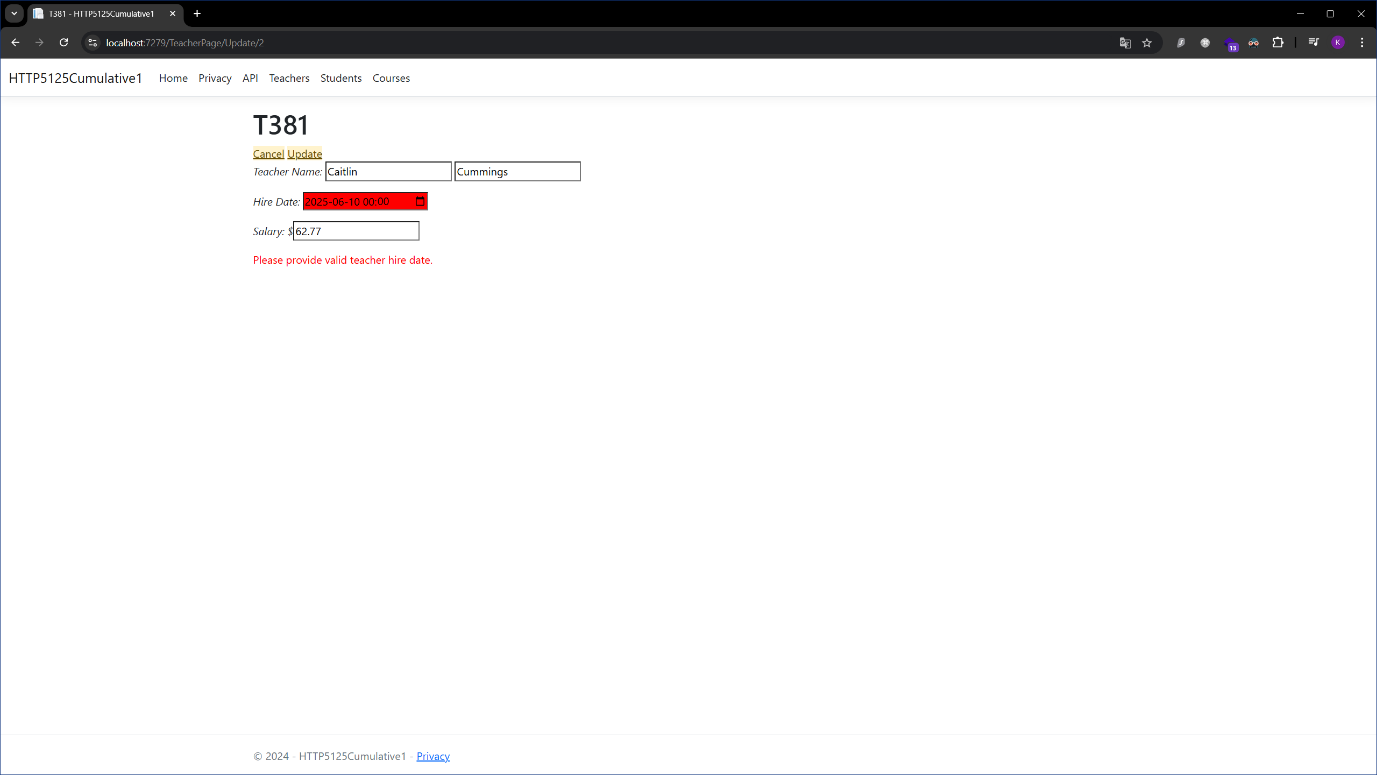 T381 - HTTP5125Cumulative1
localhost:7279/TeacherPage/Update/2
13
K
HTTP5125Cumulative1 Home Privacy API Teachers Students Courses
T381
Cancel Update
Teacher Name: Caitlin Cummings
Hire Date: 2025-06-10 00:00
Salary: $62.77
Please provide valid teacher hire date.
© 2024 - HTTP5125Cumulative1 - Privacy